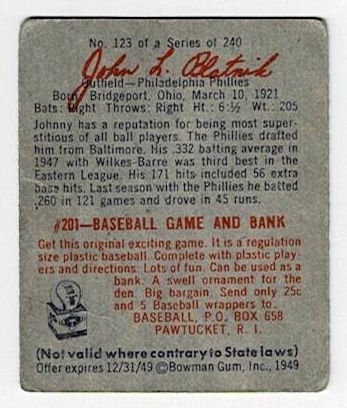 No. 123 of a Series of 240
John L. Blatnik
Outfield—Philadelphia Phillies
Born: Bridgeport, Ohio, March 10, 1921
Bats: Right Throws: Right Ht.: 6:½ Wt.: 205
Johnny has a reputation for being most super-
stitious of all ball players. The Phillies drafted
him from Baltimore. His .332 batting average in
1947 with Wilkes-Barre was third best in the
Eastern League. His 171 hits included 56 extra
base hits. Last season with the Phillies he batted
.260 in 121 games and drove in 45 runs.
#201—BASEBALL GAME AND BANK
Get this original exciting game. It is a regulation
size plastic baseball. Complete with plastic play-
ers and directions. Lots of fun. Can be used as a
bank. A swell ornament for
the den. Big bargain. Send only 25c
and 5 Baseball wrappers to:
BASEBALL, P.O. BOX 658
PAWTUCKET, R. I.
(Not valid where contrary to State laws)
Offer expires 12/31/49 ©Bowman Gum, Inc., 1949